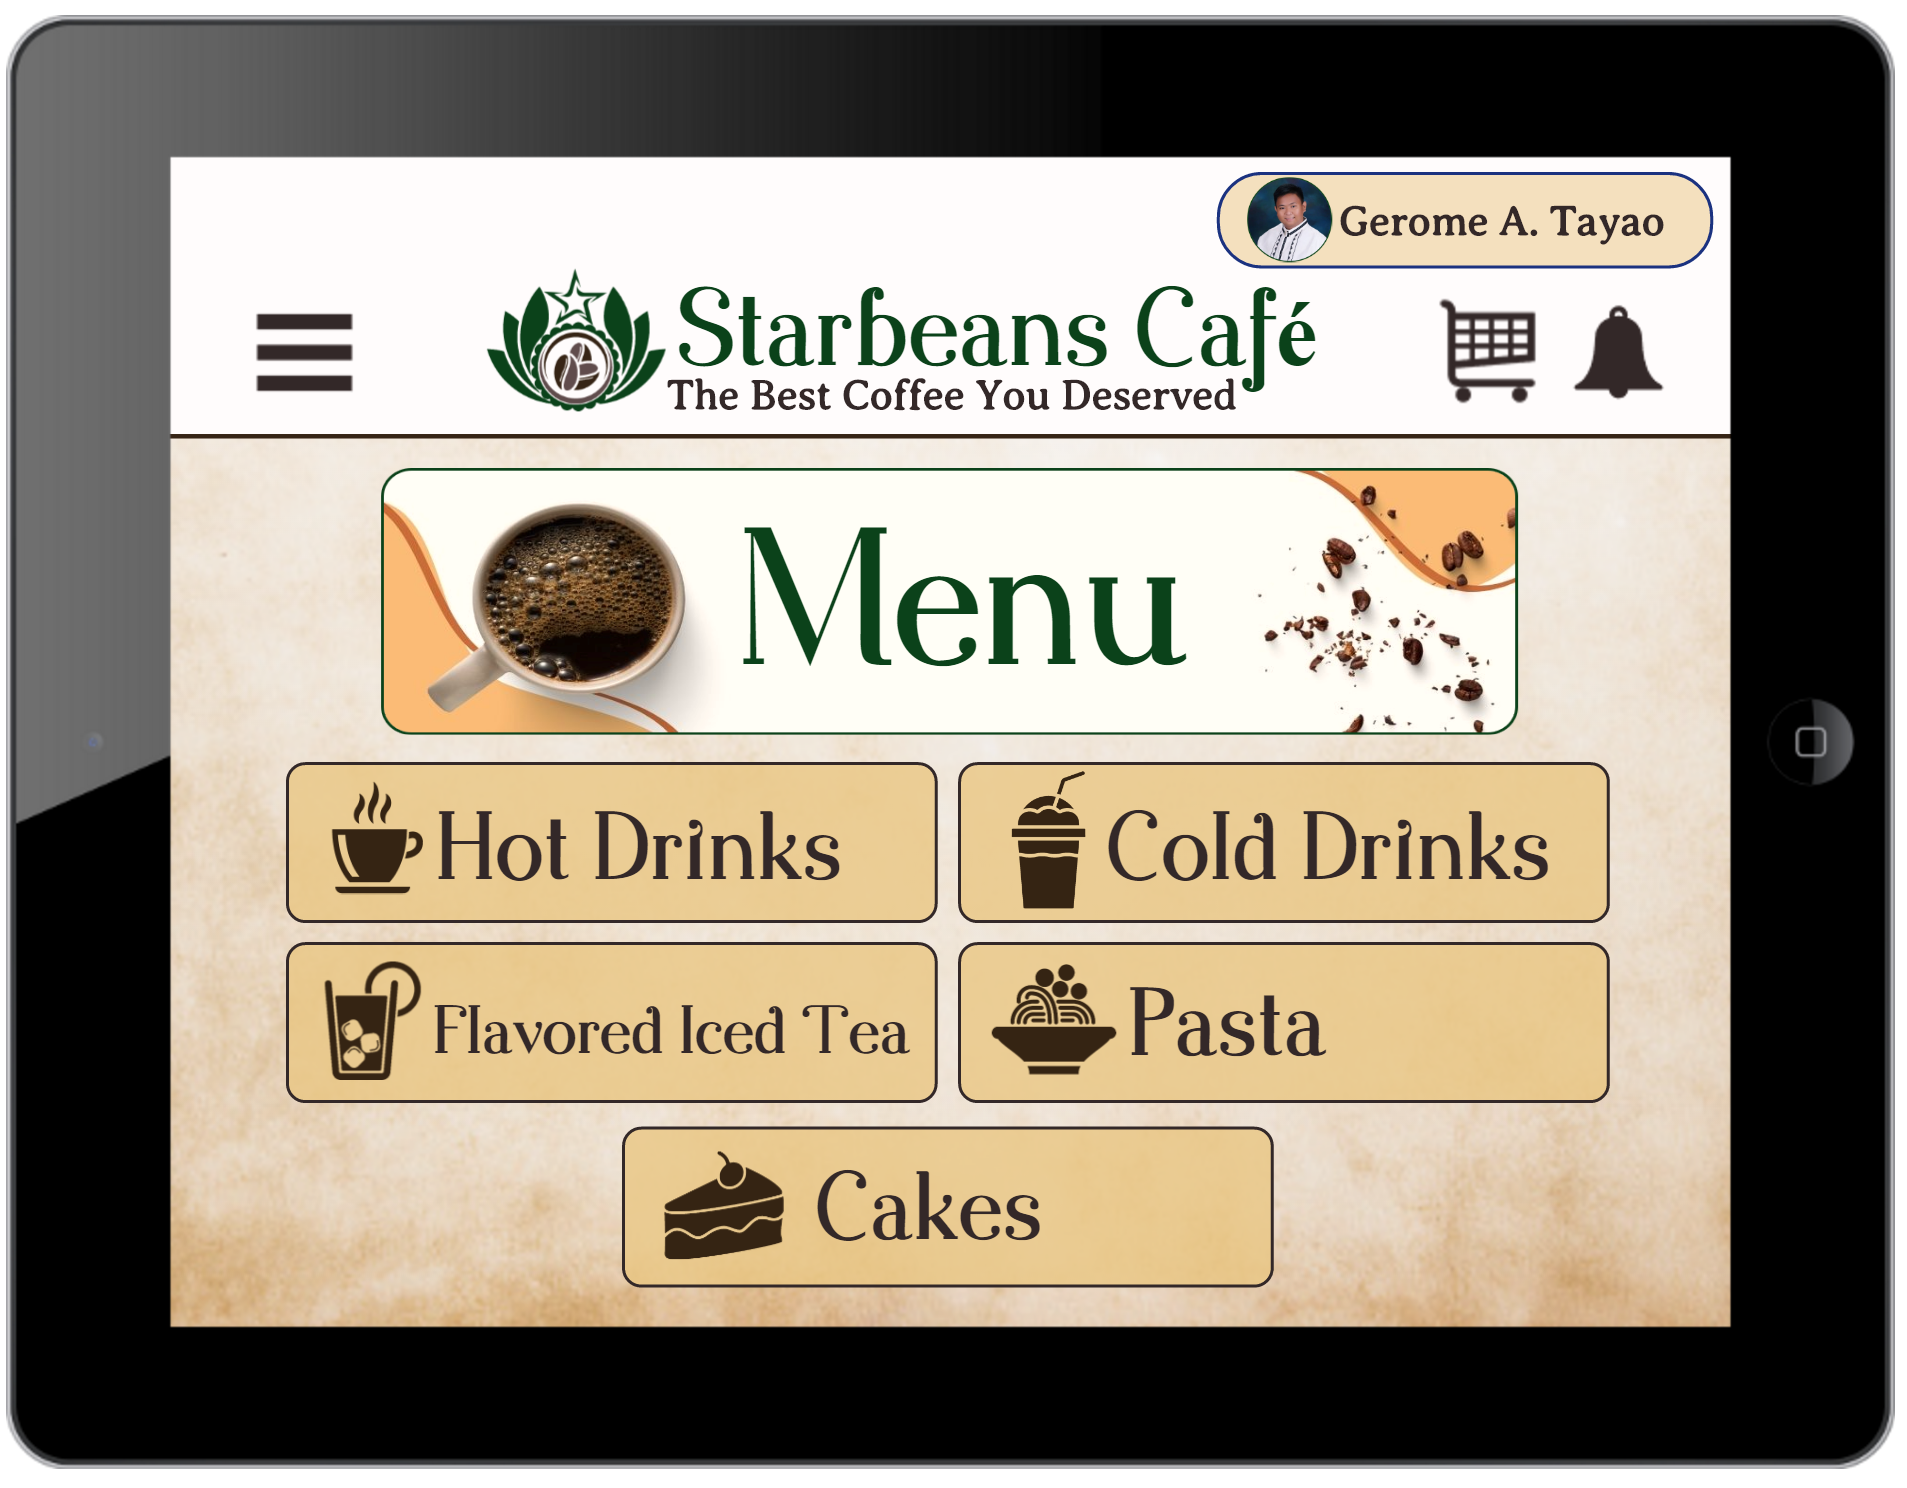 Gerome A. Tayao
Starbeans Café
The Best Coffee You Deserved
Menu
Hot Drinks
Cold Drinks
Flavored Iced Tea
Pasta
Cakes